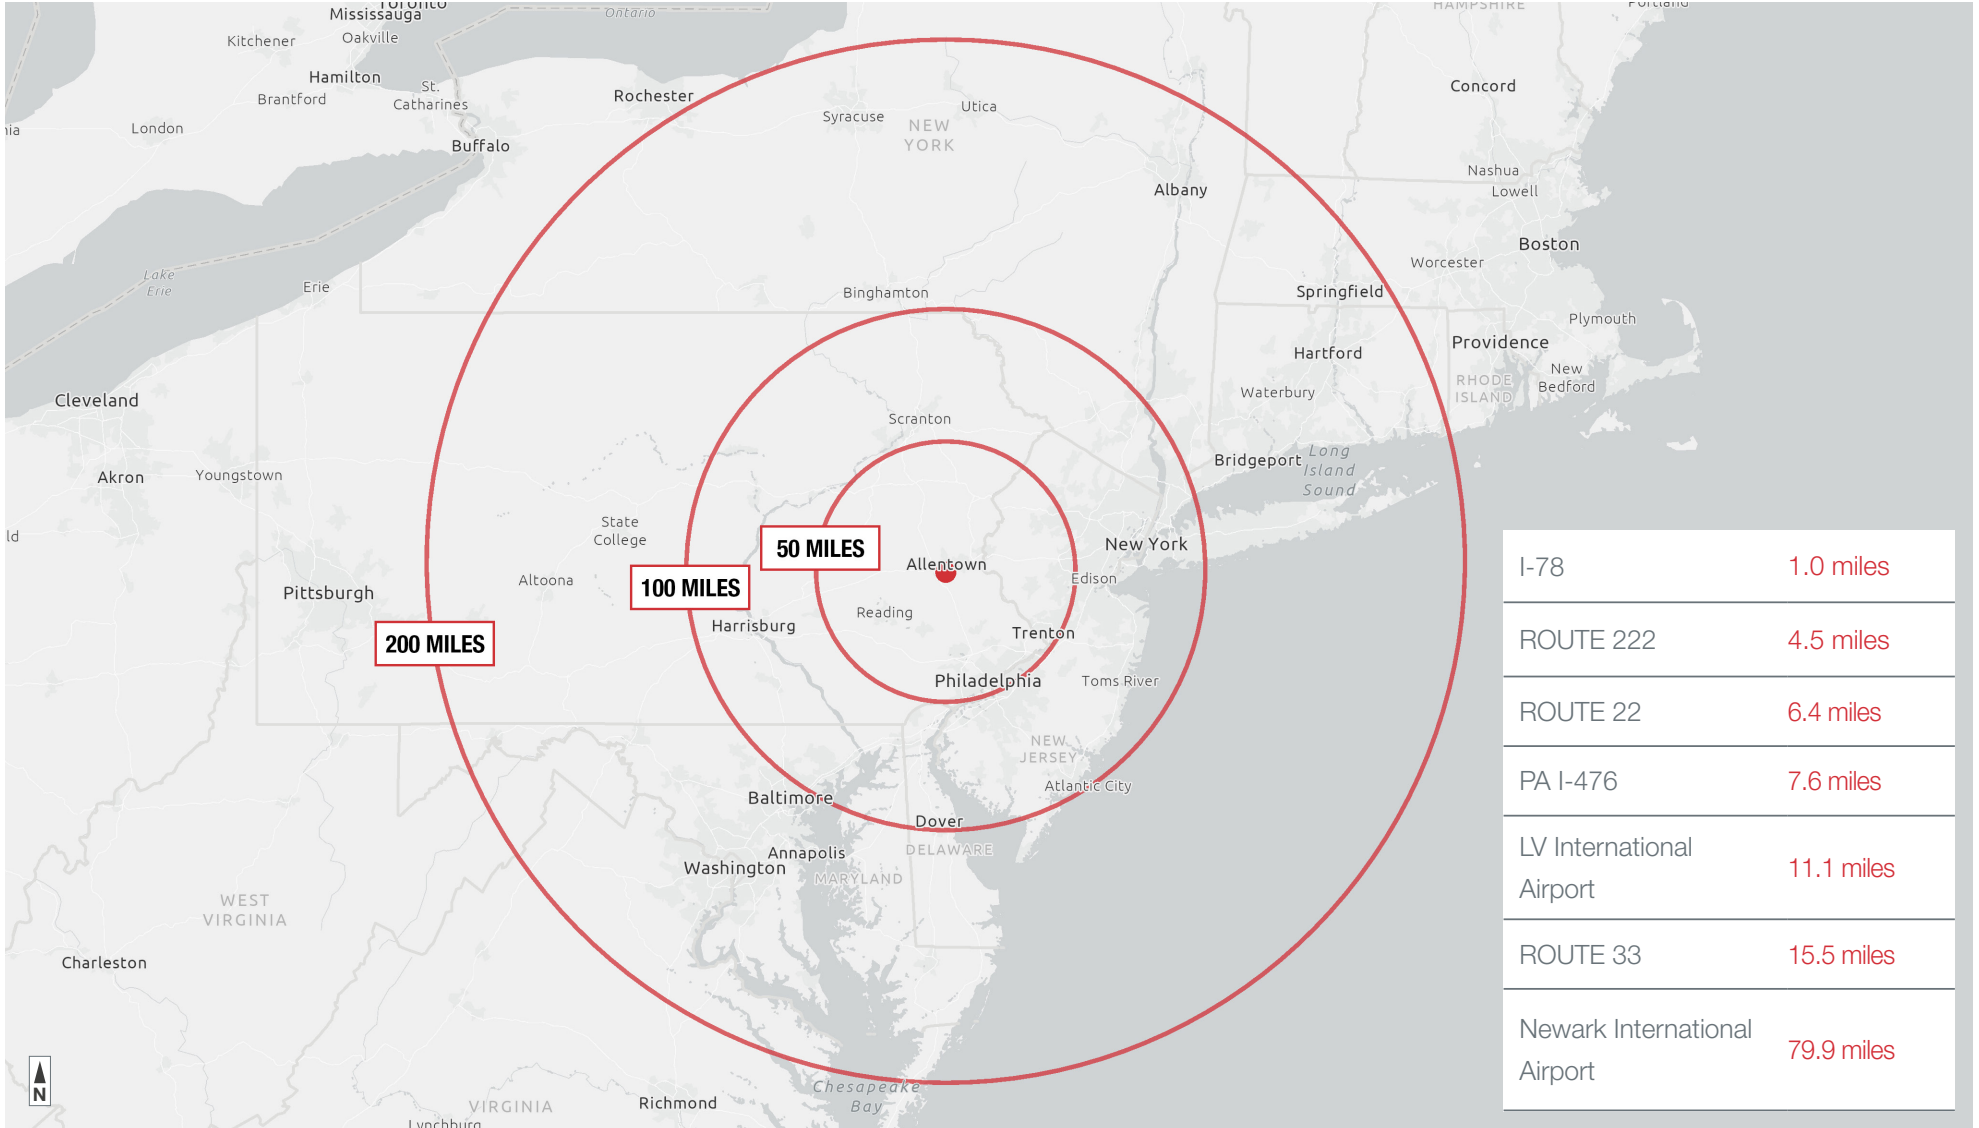 Toronto
Mississauga
Ontario
HAMPSHIRE
Portland
Kitchener
Oakville
Hamilton
Concord
St.
Catharines
Brantford
Rochester
Utica
Syracuse
London
NEW
YORK
Buffalo
Nashua
Lowell
Albany
Boston
Worcester
Lake
Erie
Erie
Binghamton
Springfield
Plymouth
Providence
Hartford
New
Bedford
RHODE
ISLAND
Waterbury
Cleveland
Scranton
Bridgeport
Long
Island
Sound
Akron
Youngstown
State
College
50 MILES
New York
Allentown
Edison
Altoona
100 MILES
Pittsburgh
Reading
Harrisburg
Trenton
200 MILES
Philadelphia
Toms River
NEW
JERSEY
Atlantic City
Baltimore
Dover
DELAWARE
Annapolis
Washington
MARYLAND
WEST
VIRGINIA
Charleston
Chesapeake
Bay
VIRGINIA
Richmond
Lynchburg
N
I-78 1.0 miles
ROUTE 222 4.5 miles
ROUTE 22 6.4 miles
PA I-476 7.6 miles
LV International
Airport 11.1 miles
ROUTE 33 15.5 miles
Newark International
Airport 79.9 miles